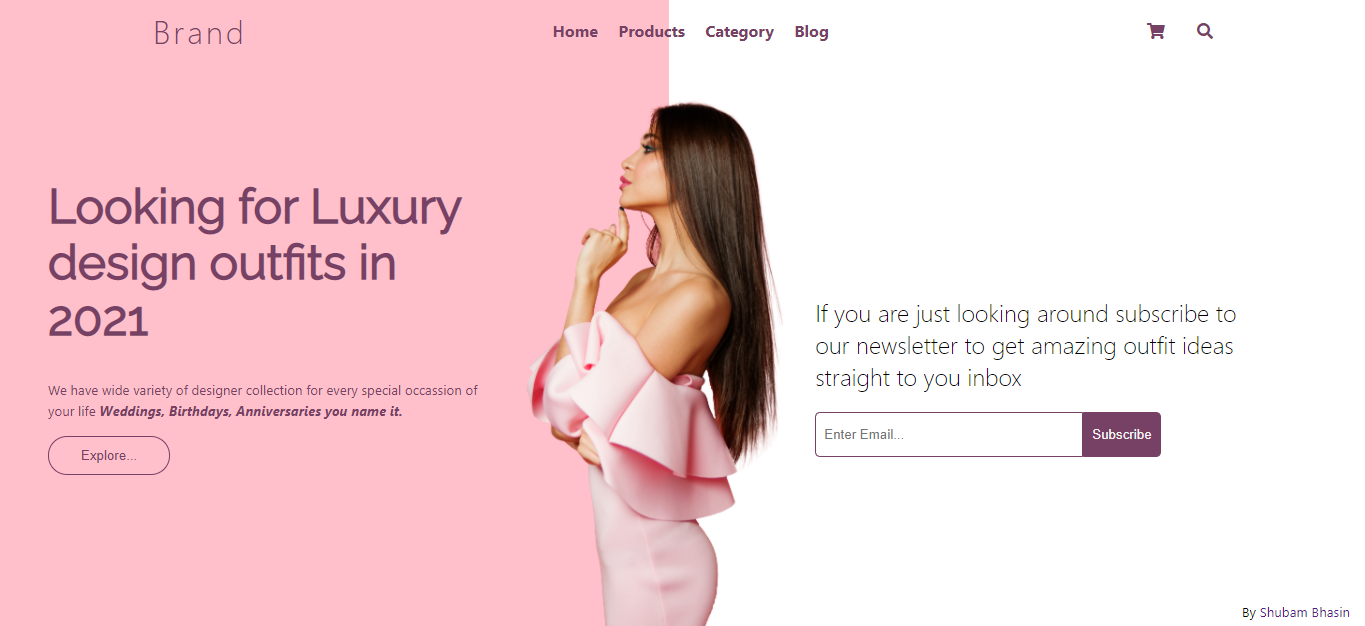 Brand
Home Products Category Blog
Looking for Luxury
design outfits in
2021
We have wide variety of designer collection for every special occassion of
your life Weddings, Birthdays, Anniversaries you name it.
Explore...
If you are just looking around subscribe to
our newsletter to get amazing outfit ideas
straight to you inbox
Enter Email... Subscribe
By Shubam Bhasin